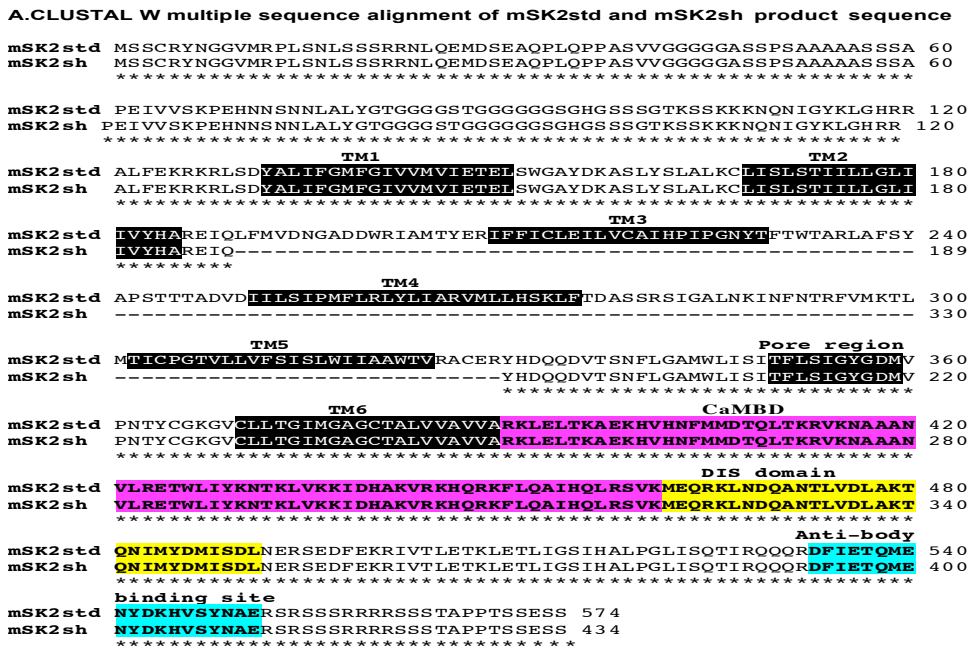 A.CLUSTAL W multiple sequence alignment of mSK2std and mSK2sh product sequence
mSK2std MSSCRYNGGVMRPLSNLSSSRRNLQEMDSEAQPLQPPASVVGGGGGASSPSAAAAASSSA 60
mSK2sh MSSCRYNGGVMRPLSNLSSSRRNLQEMDSEAQPLQPPASVVGGGGGASSPSAAAAASSSA 60
************************************************************
mSK2std PEIVVSKPEHNNSNNLALYGTGGGGSTGGGGGGSGHGSSSGTKSSKKKNQNIGYKLGHRR 120
mSK2sh PEIVVSKPEHNNSNNLALYGTGGGGSTGGGGGGSGHGSSSGTKSSKKKNQNIGYKLGHRR 120
************************************************************
TM1 TM2
mSK2std ALFEKRKRLSDYALIFGMFGIVVMVIETELSWGAYDKASLYSLALKCLISLSTIILLGLI 180
mSK2sh ALFEKRKRLSDYALIFGMFGIVVMVIETELSWGAYDKASLYSLALKCLISLSTIILLGLI 180
************************************************************
TM3
mSK2std IVYHAREIQLFMVDNGADDWRIAMTYERIFFICLEILVCAIHPIPGNYTFTWTARLAFSY 240
mSK2sh IVYHAREIQ--------------------------------------------------- 189
*********
TM4
mSK2std APSTTTADVDIILSIPMFLRLYLIARVMLLHSKLFTDASSRSIGALNKINFNTRFVMKTL 300
mSK2sh ------------------------------------------------------------ 330
TM5 Pore region
mSK2std MTICPGTVLLVFSISLWIIAAWTVRACERYHDQQDVTSNFLGAMWLISITFLSIGYGDMV 360
mSK2sh -----------------------------YHDQQDVTSNFLGAMWLISITFLSIGYGDMV 220
*******************************
TM6 CaMBD
mSK2std PNTYCGKGVCLLTGIMGAGCTALVVAVVARKLELTKAEKHVHNFMMDTQLTKRVKNAAAN 420
mSK2sh PNTYCGKGVCLLTGIMGAGCTALVVAVVARKLELTKAEKHVHNFMMDTQLTKRVKNAAAN 280
************************************************************
DIS domain
mSK2std VLRETWLIYKNTKLVKKIDHAKVRKHQRKFLQAIHQLRSVKMEQRKLNDQANTLVDLAKT 480
mSK2sh VLRETWLIYKNTKLVKKIDHAKVRKHQRKFLQAIHQLRSVKMEQRKLNDQANTLVDLAKT 340
************************************************************
Anti-body
mSK2std QNIMYDMISDLNERSEDFEKRIVTLETKLETLIGSIHALPGLISQTIRQQQRDFIETQME 540
mSK2sh QNIMYDMISDLNERSEDFEKRIVTLETKLETLIGSIHALPGLISQTIRQQQRDFIETQME 400
************************************************************
binding site
mSK2std NYDKHVSYNAERSRSSSRRRRSSSTAPPTSSESS 574
mSK2sh NYDKHVSYNAERSRSSSRRRRSSSTAPPTSSESS 434
**********************************